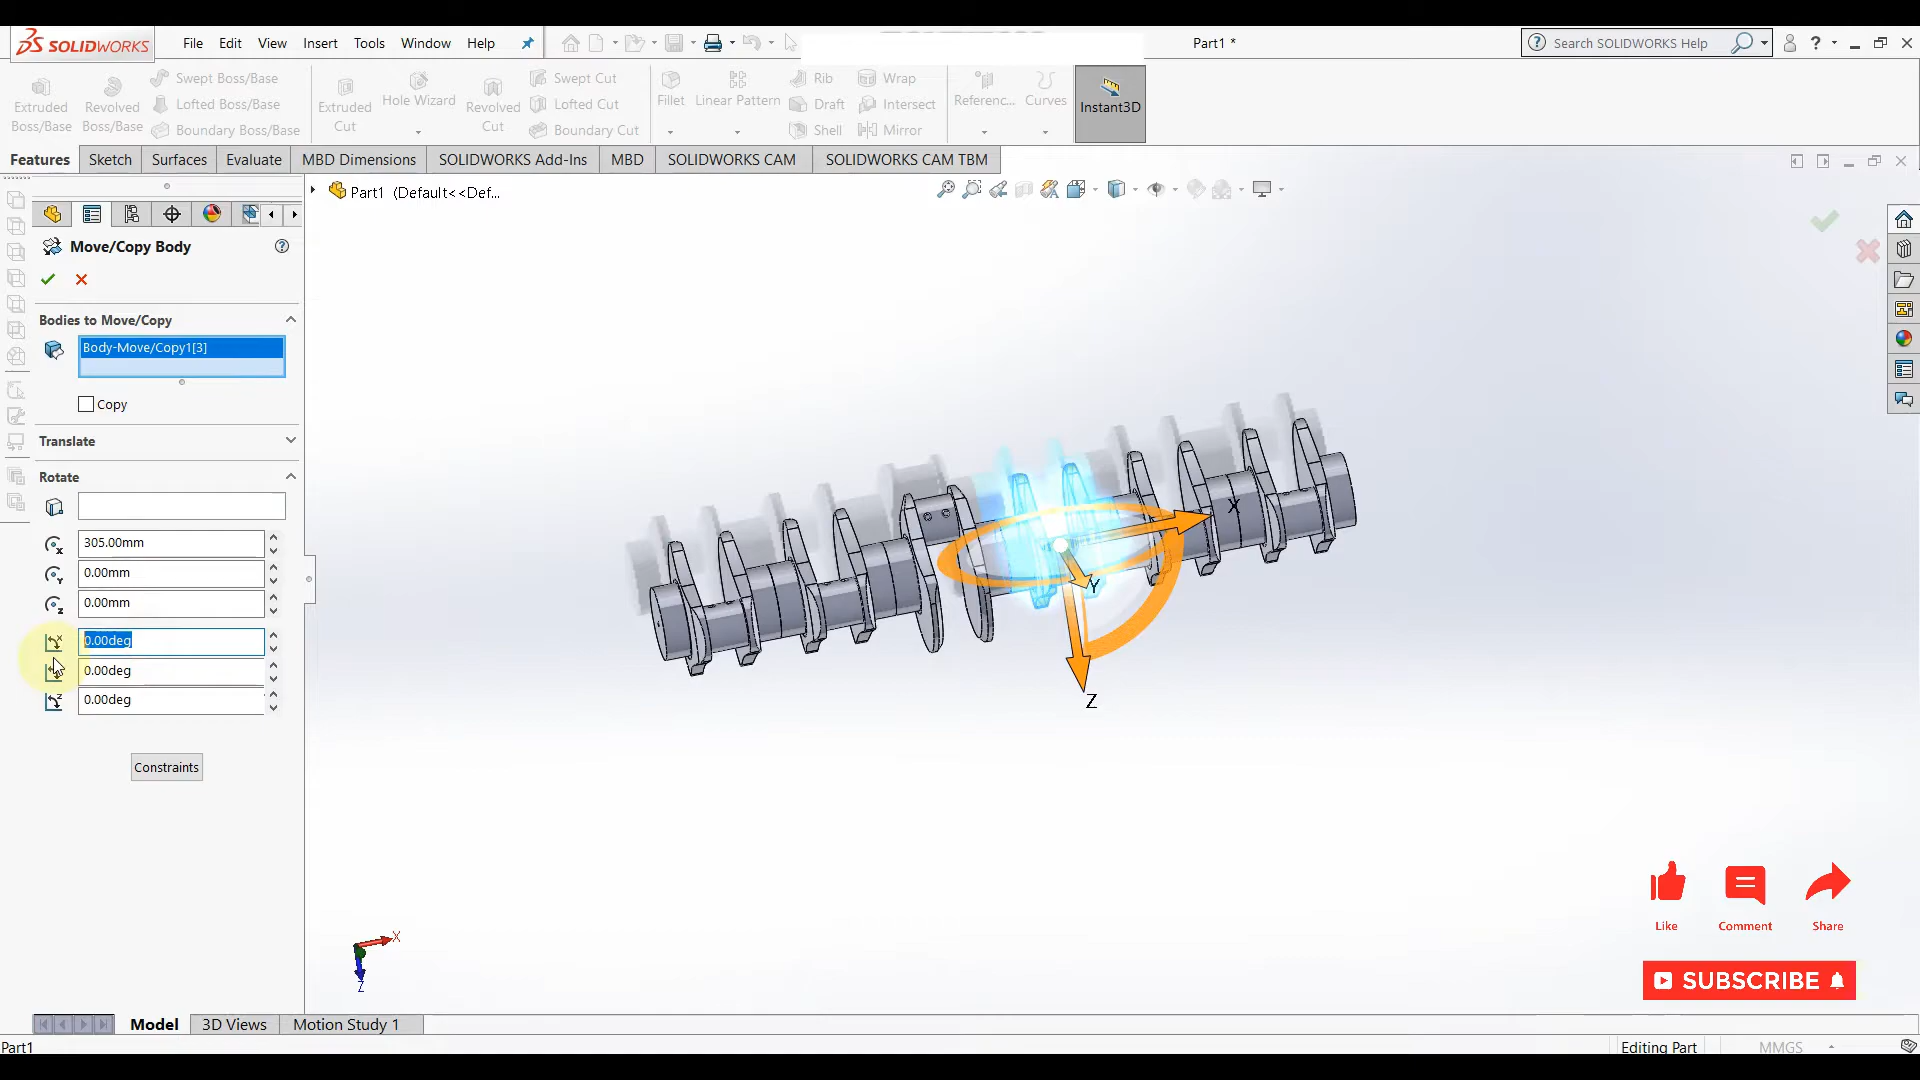 SOLIDWORKS File Edit View Insert Tools Window Help Part1 * Search SOLIDWORKS Help ?
Extruded Boss/Base
Revolved Boss/Base
Swept Boss/Base
Lofted Boss/Base
Boundary Boss/Base
Extruded Cut
Hole Wizard
Revolved Cut
Swept Cut
Lofted Cut
Boundary Cut
Fillet
Linear Pattern
Rib
Draft
Shell
Wrap
Intersect
Mirror
Referenc...
Curves
Instant3D
Features Sketch Surfaces Evaluate MBD Dimensions SOLIDWORKS Add-Ins MBD SOLIDWORKS CAM SOLIDWORKS CAM TBM
Part1 (Default<<Def...
Move/Copy Body ?
Bodies to Move/Copy
Body-Move/Copy1[3]
Copy
Translate
Rotate
305.00mm
0.00mm
0.00mm
0.00deg
0.00deg
0.00deg
Constraints
X
Y
Z
X
Z
Like Comment Share
SUBSCRIBE
Model 3D Views Motion Study 1
Part1 Editing Part MMGS